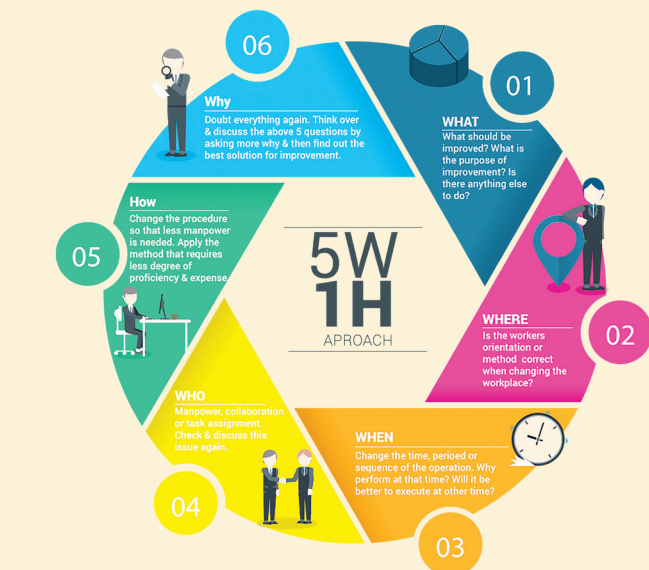 5W
1H
APROACH
01
WHAT
What should be
improved? What is
the purpose of
improvement? Is
there anything else
to do?
02
WHERE
Is the workers
orientation or
method correct
when changing the
workplace?
03
WHEN
Change the time, perioed or
sequence of the operation. Why
perform at that time? Will it be
better to execute at other time?
04
WHO
Manpower, collaboration
or task assignment.
Check & discuss this
issue again.
05
How
Change the procedure
so that less manpower
is needed. Apply the
method that requires
less degree of
proficiency & expense
06
Why
Doubt everything again. Think over
& discuss the above 5 questions by
asking more why & then find out the
best solution for improvement.